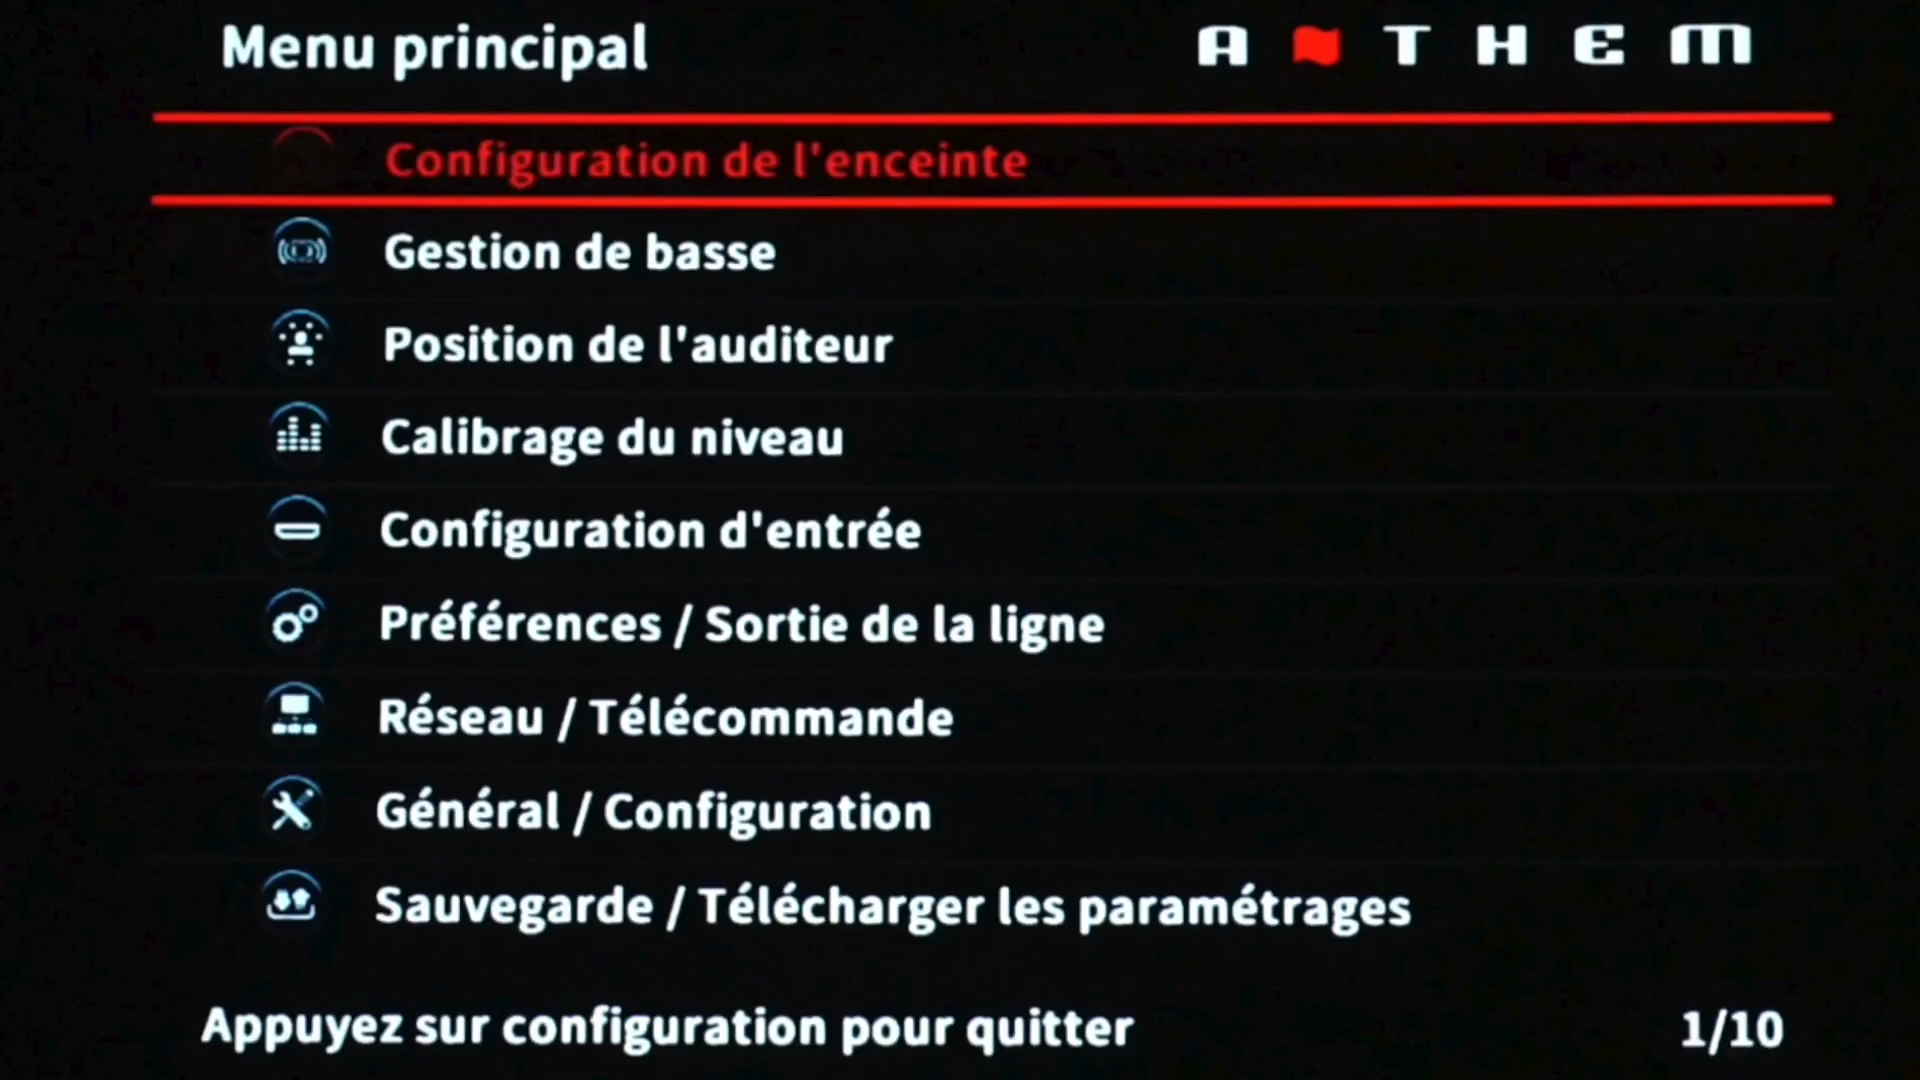 Menu principal
ANTHEM
Configuration de l'enceinte
Gestion de basse
Position de l'auditeur
Calibrage du niveau
Configuration d'entrée
Préférences / Sortie de la ligne
Réseau / Télécommande
Général / Configuration
Sauvegarde / Télécharger les paramétrages
Appuyez sur configuration pour quitter
1/10